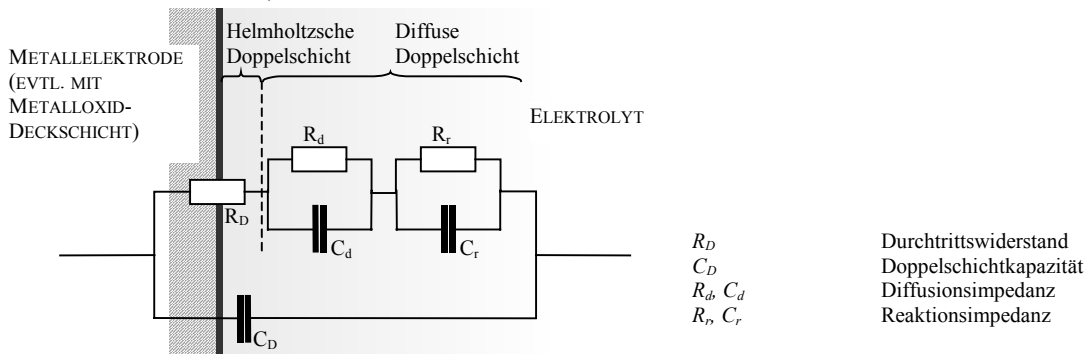 Helmholtzsche
Doppelschicht
Diffuse
Doppelschicht
METALLELEKTRODE
(EVTL. MIT
METALLOXID-
DECKSCHICHT)
ELEKTROLYT
R_d
R_r
R_D
C_d
C_r
C_D
R_D Durchtrittswiderstand
C_D Doppelschichtkapazität
R_d, C_d Diffusionsimpedanz
R_r, C_r Reaktionsimpedanz